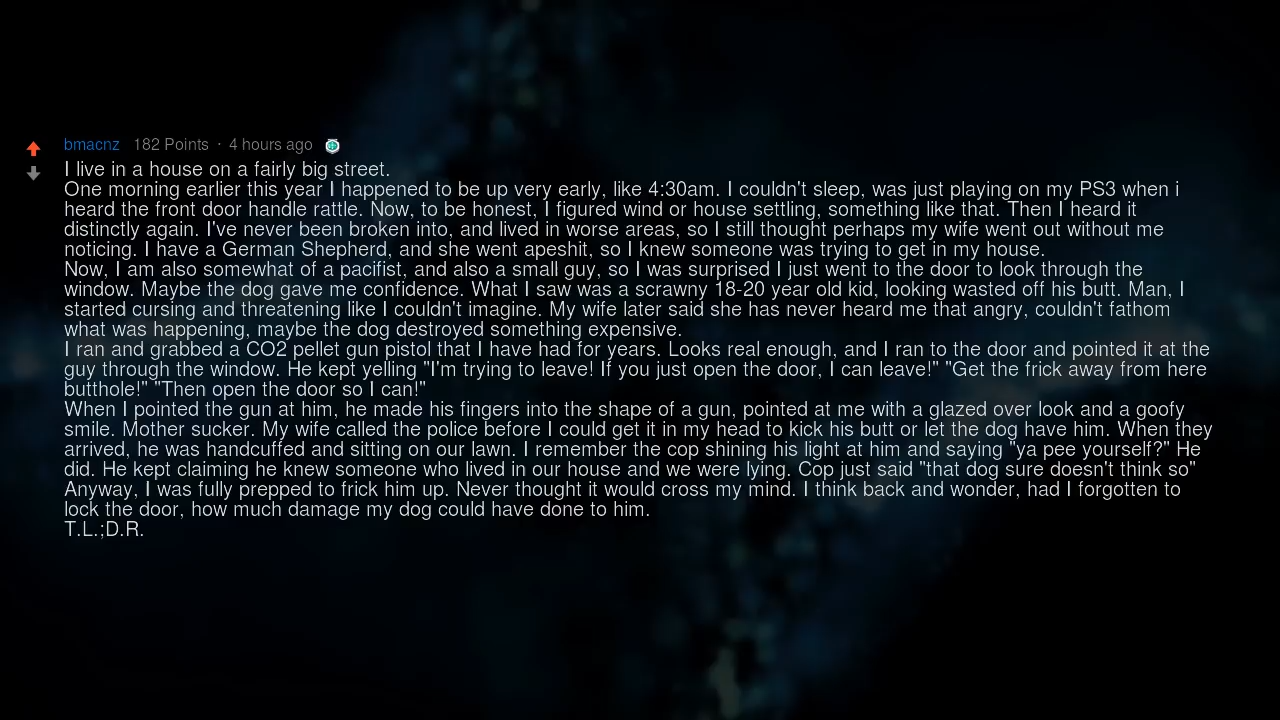 bmacnz 182 Points · 4 hours ago
I live in a house on a fairly big street.
One morning earlier this year I happened to be up very early, like 4:30am. I couldn't sleep, was just playing on my PS3 when i
heard the front door handle rattle. Now, to be honest, I figured wind or house settling, something like that. Then I heard it
distinctly again. I've never been broken into, and lived in worse areas, so I still thought perhaps my wife went out without me
noticing. I have a German Shepherd, and she went apeshit, so I knew someone was trying to get in my house.
Now, I am also somewhat of a pacifist, and also a small guy, so I was surprised I just went to the door to look through the
window. Maybe the dog gave me confidence. What I saw was a scrawny 18-20 year old kid, looking wasted off his butt. Man, I
started cursing and threatening like I couldn't imagine. My wife later said she has never heard me that angry, couldn't fathom
what was happening, maybe the dog destroyed something expensive.
I ran and grabbed a CO2 pellet gun pistol that I have had for years. Looks real enough, and I ran to the door and pointed it at the
guy through the window. He kept yelling "I'm trying to leave! If you just open the door, I can leave!" "Get the frick away from here
butthole!" "Then open the door so I can!"
When I pointed the gun at him, he made his fingers into the shape of a gun, pointed at me with a glazed over look and a goofy
smile. Mother sucker. My wife called the police before I could get it in my head to kick his butt or let the dog have him. When they
arrived, he was handcuffed and sitting on our lawn. I remember the cop shining his light at him and saying "ya pee yourself?" He
did. He kept claiming he knew someone who lived in our house and we were lying. Cop just said "that dog sure doesn't think so"
Anyway, I was fully prepped to frick him up. Never thought it would cross my mind. I think back and wonder, had I forgotten to
lock the door, how much damage my dog could have done to him.
T.L.;D.R.